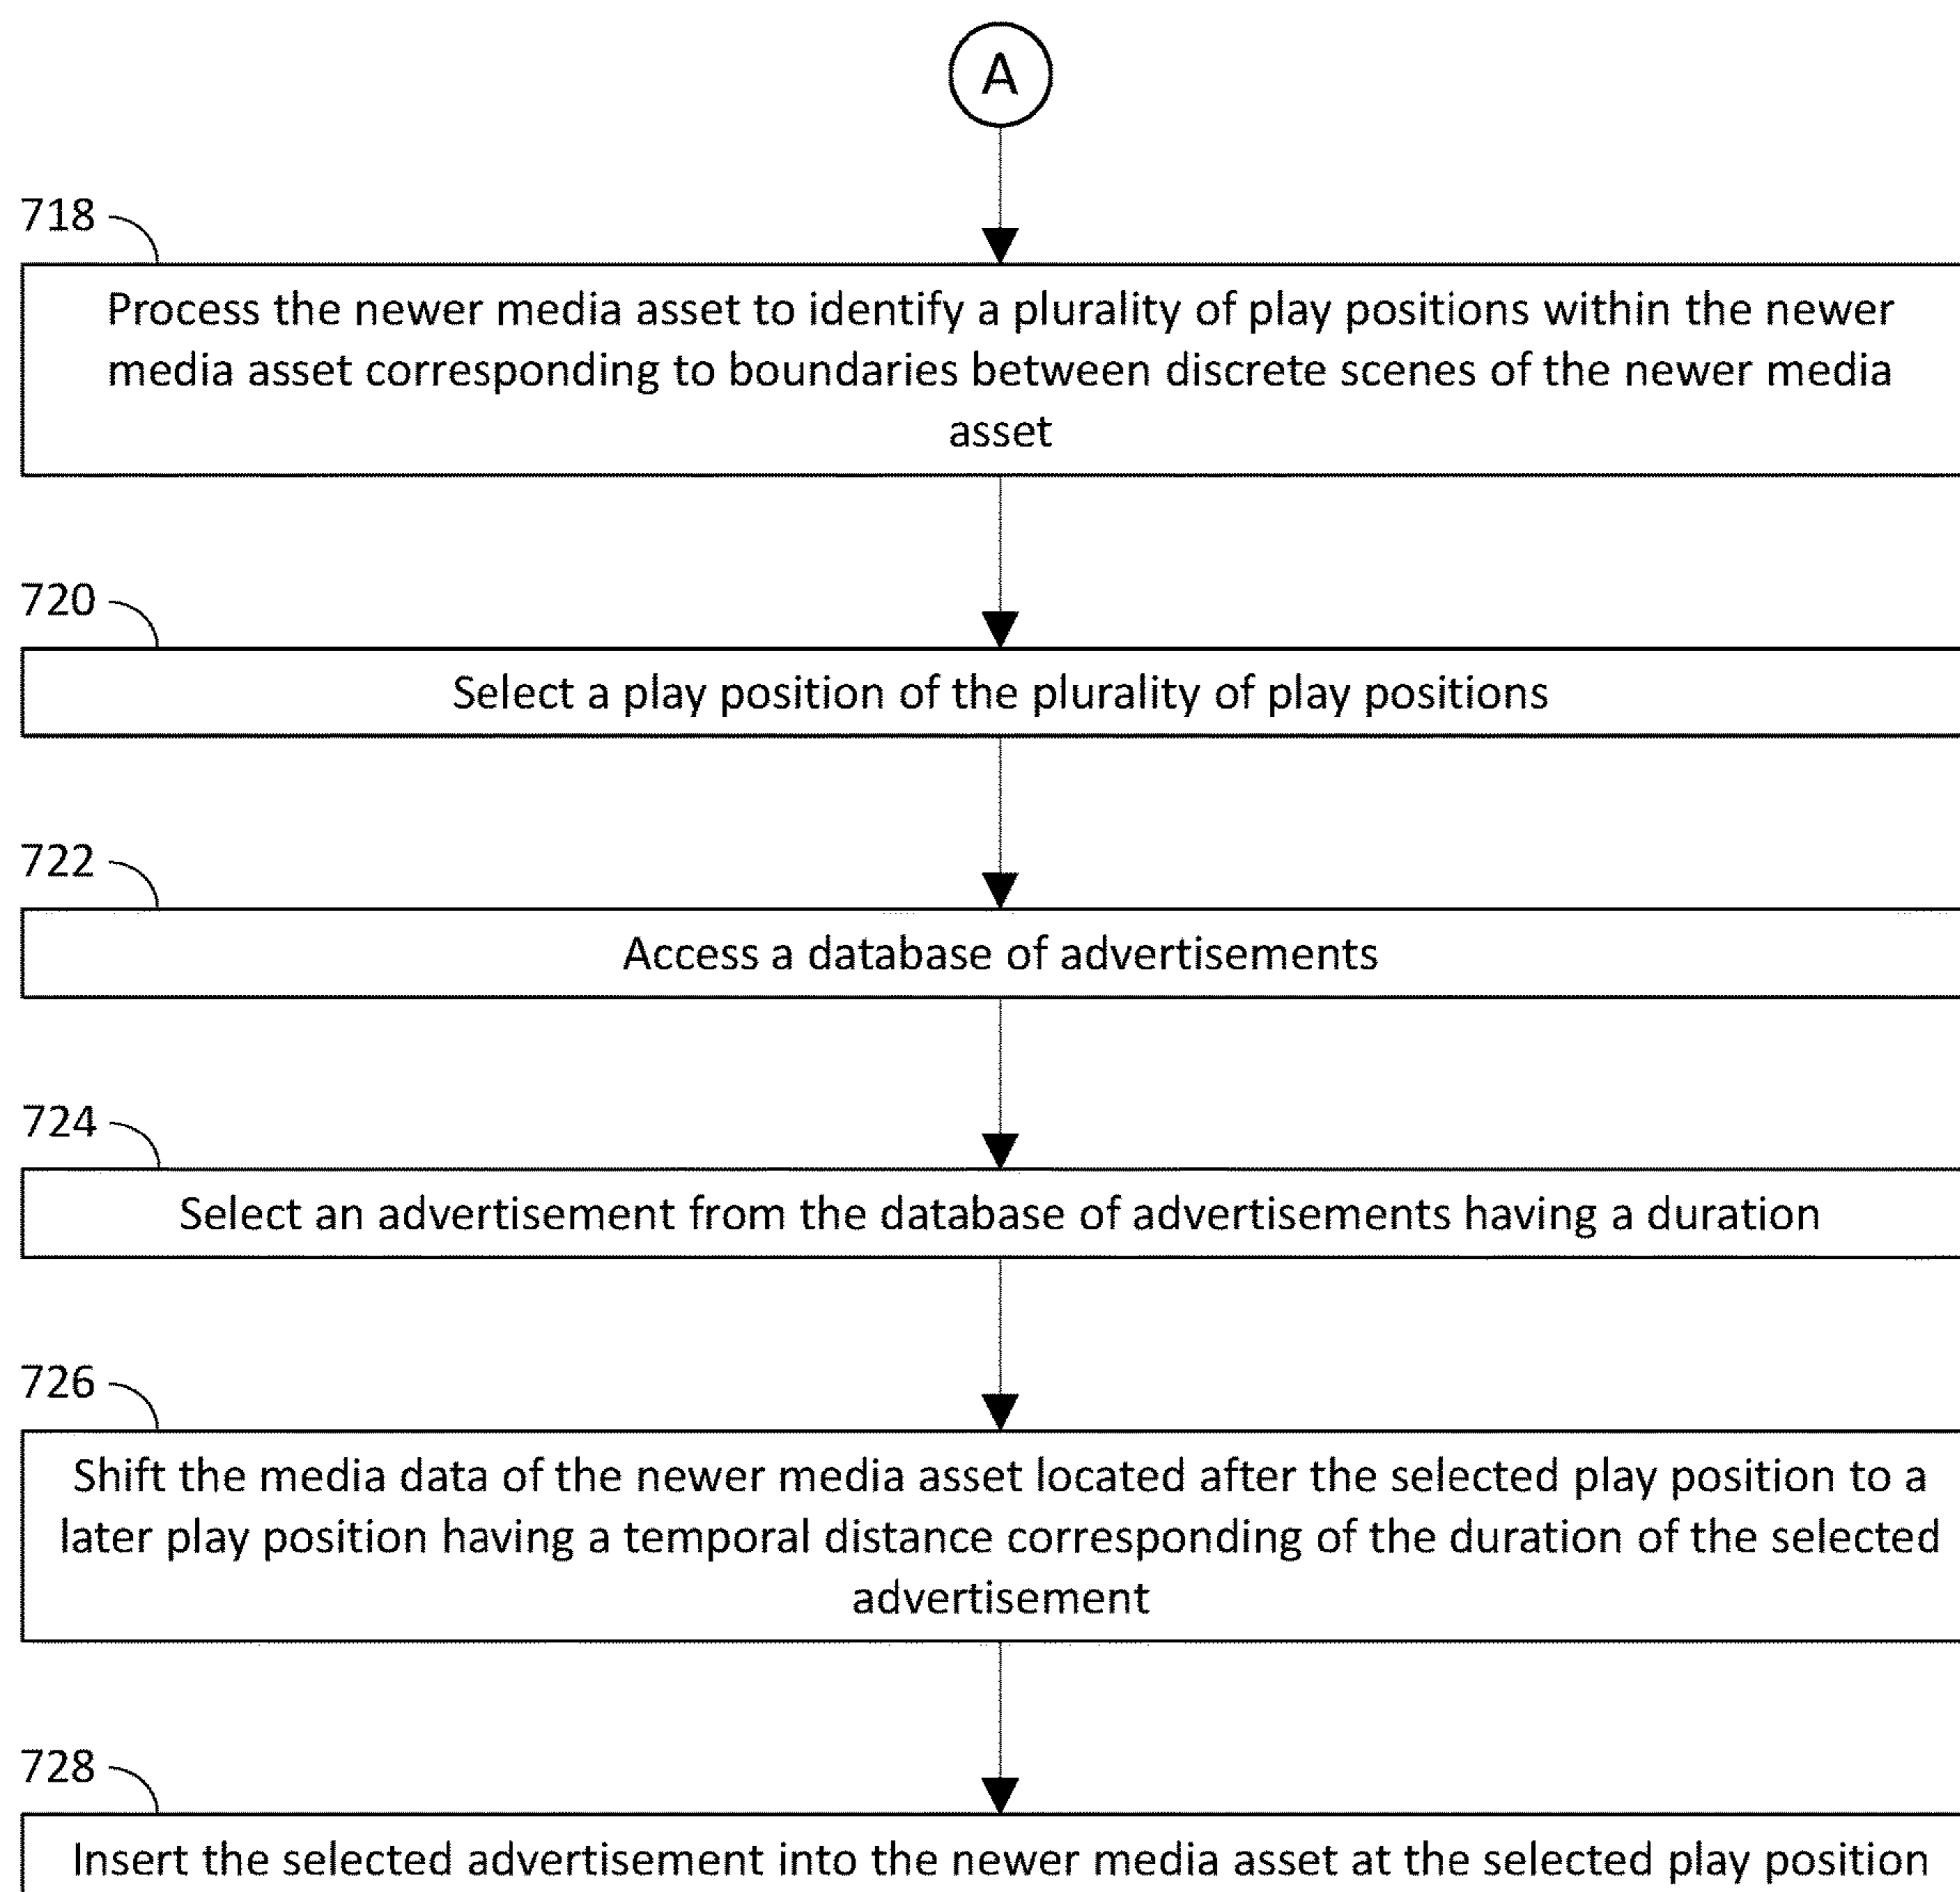 A
718
Process the newer media asset to identify a plurality of play positions within the newer
media asset corresponding to boundaries between discrete scenes of the newer media
asset
720
Select a play position of the plurality of play positions
722
Access a database of advertisements
724
Select an advertisement from the database of advertisements having a duration
726
Shift the media data of the newer media asset located after the selected play position to a
later play position having a temporal distance corresponding of the duration of the selected
advertisement
728
Insert the selected advertisement into the newer media asset at the selected play position